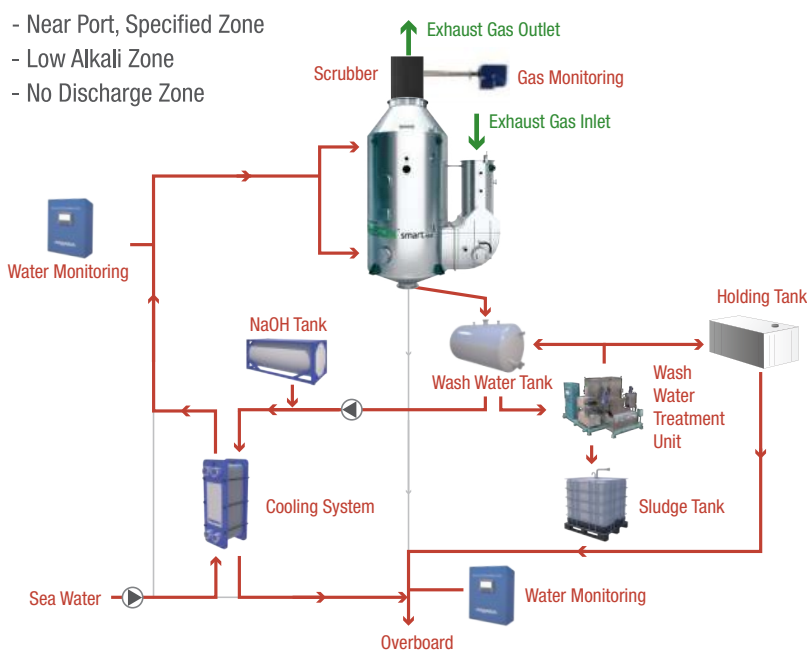 - Near Port, Specified Zone
- Low Alkali Zone
- No Discharge Zone
Exhaust Gas Outlet
Scrubber
Gas Monitoring
Exhaust Gas Inlet
smart
Water Monitoring
NaOH Tank
Holding Tank
Wash Water Tank
Wash
Water
Treatment
Unit
Cooling System
Sludge Tank
Sea Water
Water Monitoring
Overboard